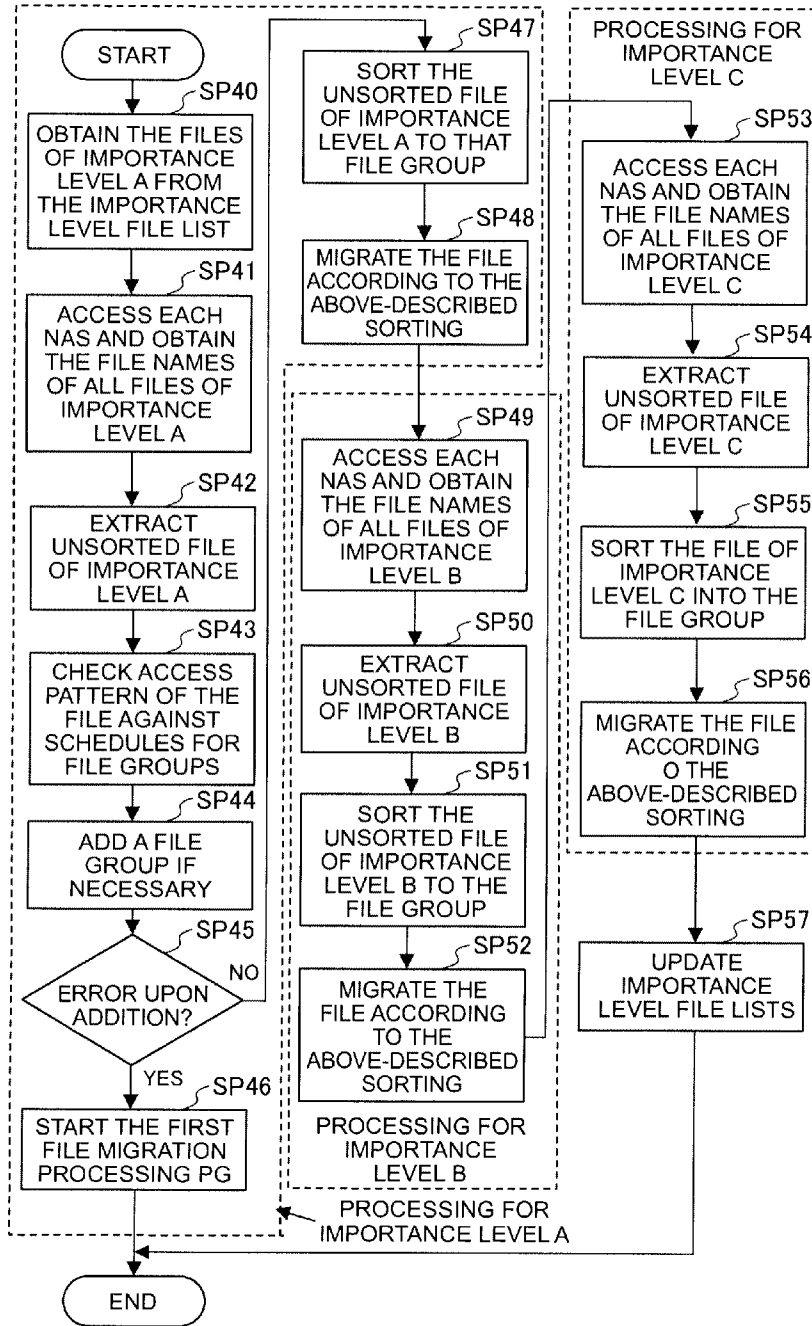 START
SP40
OBTAIN THE FILES
OF IMPORTANCE
LEVEL A FROM
THE IMPORTANCE
LEVEL FILE LIST
SP41
ACCESS EACH
NAS AND OBTAIN
THE FILE NAMES
OF ALL FILES OF
IMPORTANCE
LEVEL A
SP42
EXTRACT
UNSORTED FILE
OF IMPORTANCE
LEVEL A
SP43
CHECK ACCESS
PATTERN OF THE
FILE AGAINST
SCHEDULES FOR
FILE GROUPS
SP44
ADD A FILE
GROUP IF
NECESSARY
SP45
ERROR UPON
ADDITION?
NO
YES
SP46
START THE FIRST
FILE MIGRATION
PROCESSING PG
END
SP47
SORT THE
UNSORTED FILE
OF IMPORTANCE
LEVEL A TO THAT
FILE GROUP
SP48
MIGRATE THE FILE
ACCORDING TO THE
ABOVE-DESCRIBED
SORTING
SP49
ACCESS EACH
NAS AND OBTAIN
THE FILE NAMES
OF ALL FILES OF
IMPORTANCE
LEVEL B
SP50
EXTRACT
UNSORTED FILE
OF IMPORTANCE
LEVEL B
SP51
SORT THE
UNSORTED FILE
OF IMPORTANCE
LEVEL B TO THE
FILE GROUP
SP52
MIGRATE THE
FILE ACCORDING
TO THE
ABOVE-DESCRIBED
SORTING
PROCESSING FOR
IMPORTANCE
LEVEL B
PROCESSING FOR
IMPORTANCE LEVEL A
PROCESSING FOR
IMPORTANCE
LEVEL C
SP53
ACCESS EACH
NAS AND OBTAIN
THE FILE NAMES
OF ALL FILES OF
IMPORTANCE
LEVEL C
SP54
EXTRACT
UNSORTED FILE
OF IMPORTANCE
LEVEL C
SP55
SORT THE FILE OF
IMPORTANCE
LEVEL C INTO THE
FILE GROUP
SP56
MIGRATE THE FILE
ACCORDING
O THE
ABOVE-DESCRIBED
SORTING
SP57
UPDATE
IMPORTANCE
LEVEL FILE LISTS